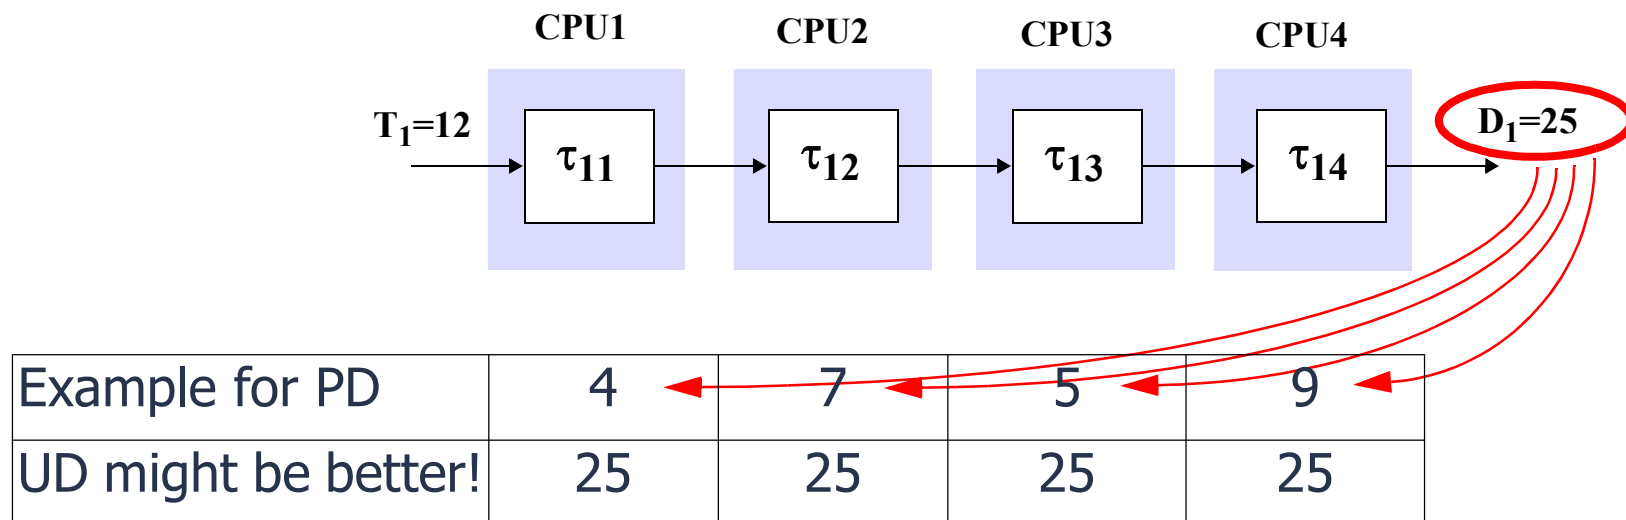 CPU1 CPU2 CPU3 CPU4
T1=12 D1=25
τ11 τ12 τ13 τ14
Example for PD 4 7 5 9
UD might be better! 25 25 25 25